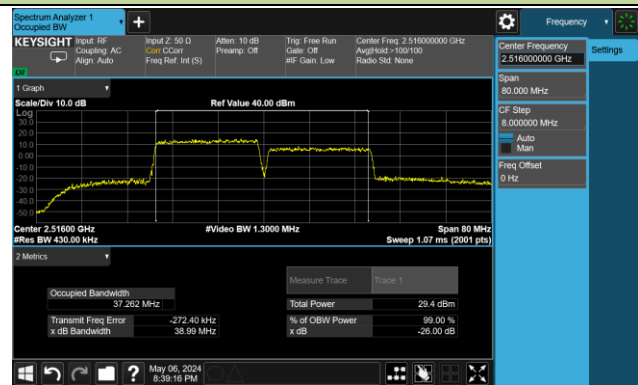 Spectrum Analyzer 1
Occupied BW
Frequency
KEYSIGHT
Input: RF
Coupling: AC
Align: Auto
Input Z: 50 Ω
Corr CCorr
Freq Ref: Int (S)
Atten: 10 dB
Preamp: Off
Trig: Free Run
Gate: Off
#IF Gain: Low
Center Freq: 2.516000000 GHz
Avg|Hold:>100/100
Radio Std: None
Center Frequency
2.516000000 GHz
Settings
Span
80.000 MHz
CF Step
8.000000 MHz
Auto
Man
Freq Offset
0 Hz
1 Graph
Scale/Div 10.0 dB
Ref Value 40.00 dBm
Log
30.0
20.0
10.0
0.00
-10.0
-20.0
-30.0
-40.0
-50.0
Center 2.51600 GHz
#Video BW 1.3000 MHz
Span 80 MHz
#Res BW 430.00 kHz
Sweep 1.07 ms (2001 pts)
2 Metrics
Measure Trace
Trace 1
Occupied Bandwidth
37.262 MHz
Total Power
29.4 dBm
Transmit Freq Error
-272.40 kHz
% of OBW Power
99.00 %
x dB Bandwidth
38.99 MHz
x dB
-26.00 dB
?
May 06, 2024
8:39:16 PM